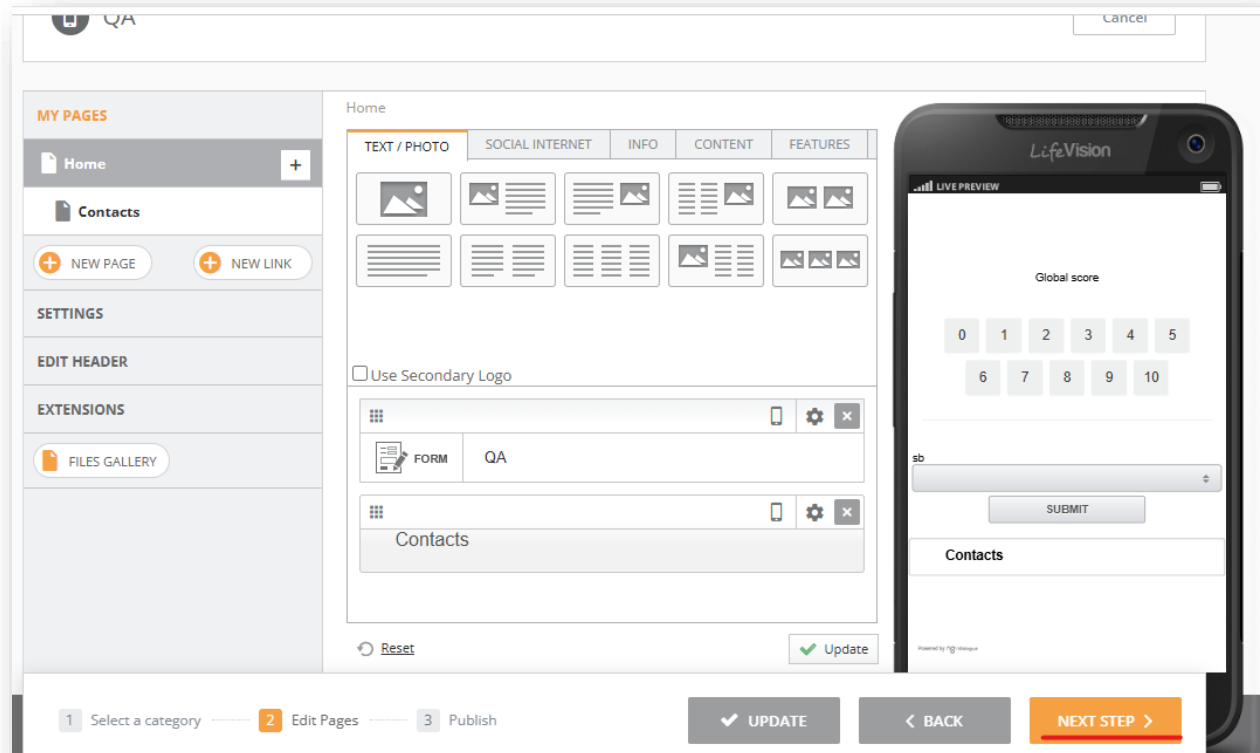 QA
Cancel
MY PAGES
Home
+
Contacts
NEW PAGE
NEW LINK
SETTINGS
EDIT HEADER
EXTENSIONS
FILES GALLERY
Home
TEXT / PHOTO
SOCIAL INTERNET
INFO
CONTENT
FEATURES
Use Secondary Logo
FORM
QA
Contacts
Reset
Update
LifeVision
LIVE PREVIEW
Global score
0 1 2 3 4 5
6 7 8 9 10
sb
SUBMIT
Contacts
Powered by
1 Select a category
2 Edit Pages
3 Publish
UPDATE
BACK
NEXT STEP